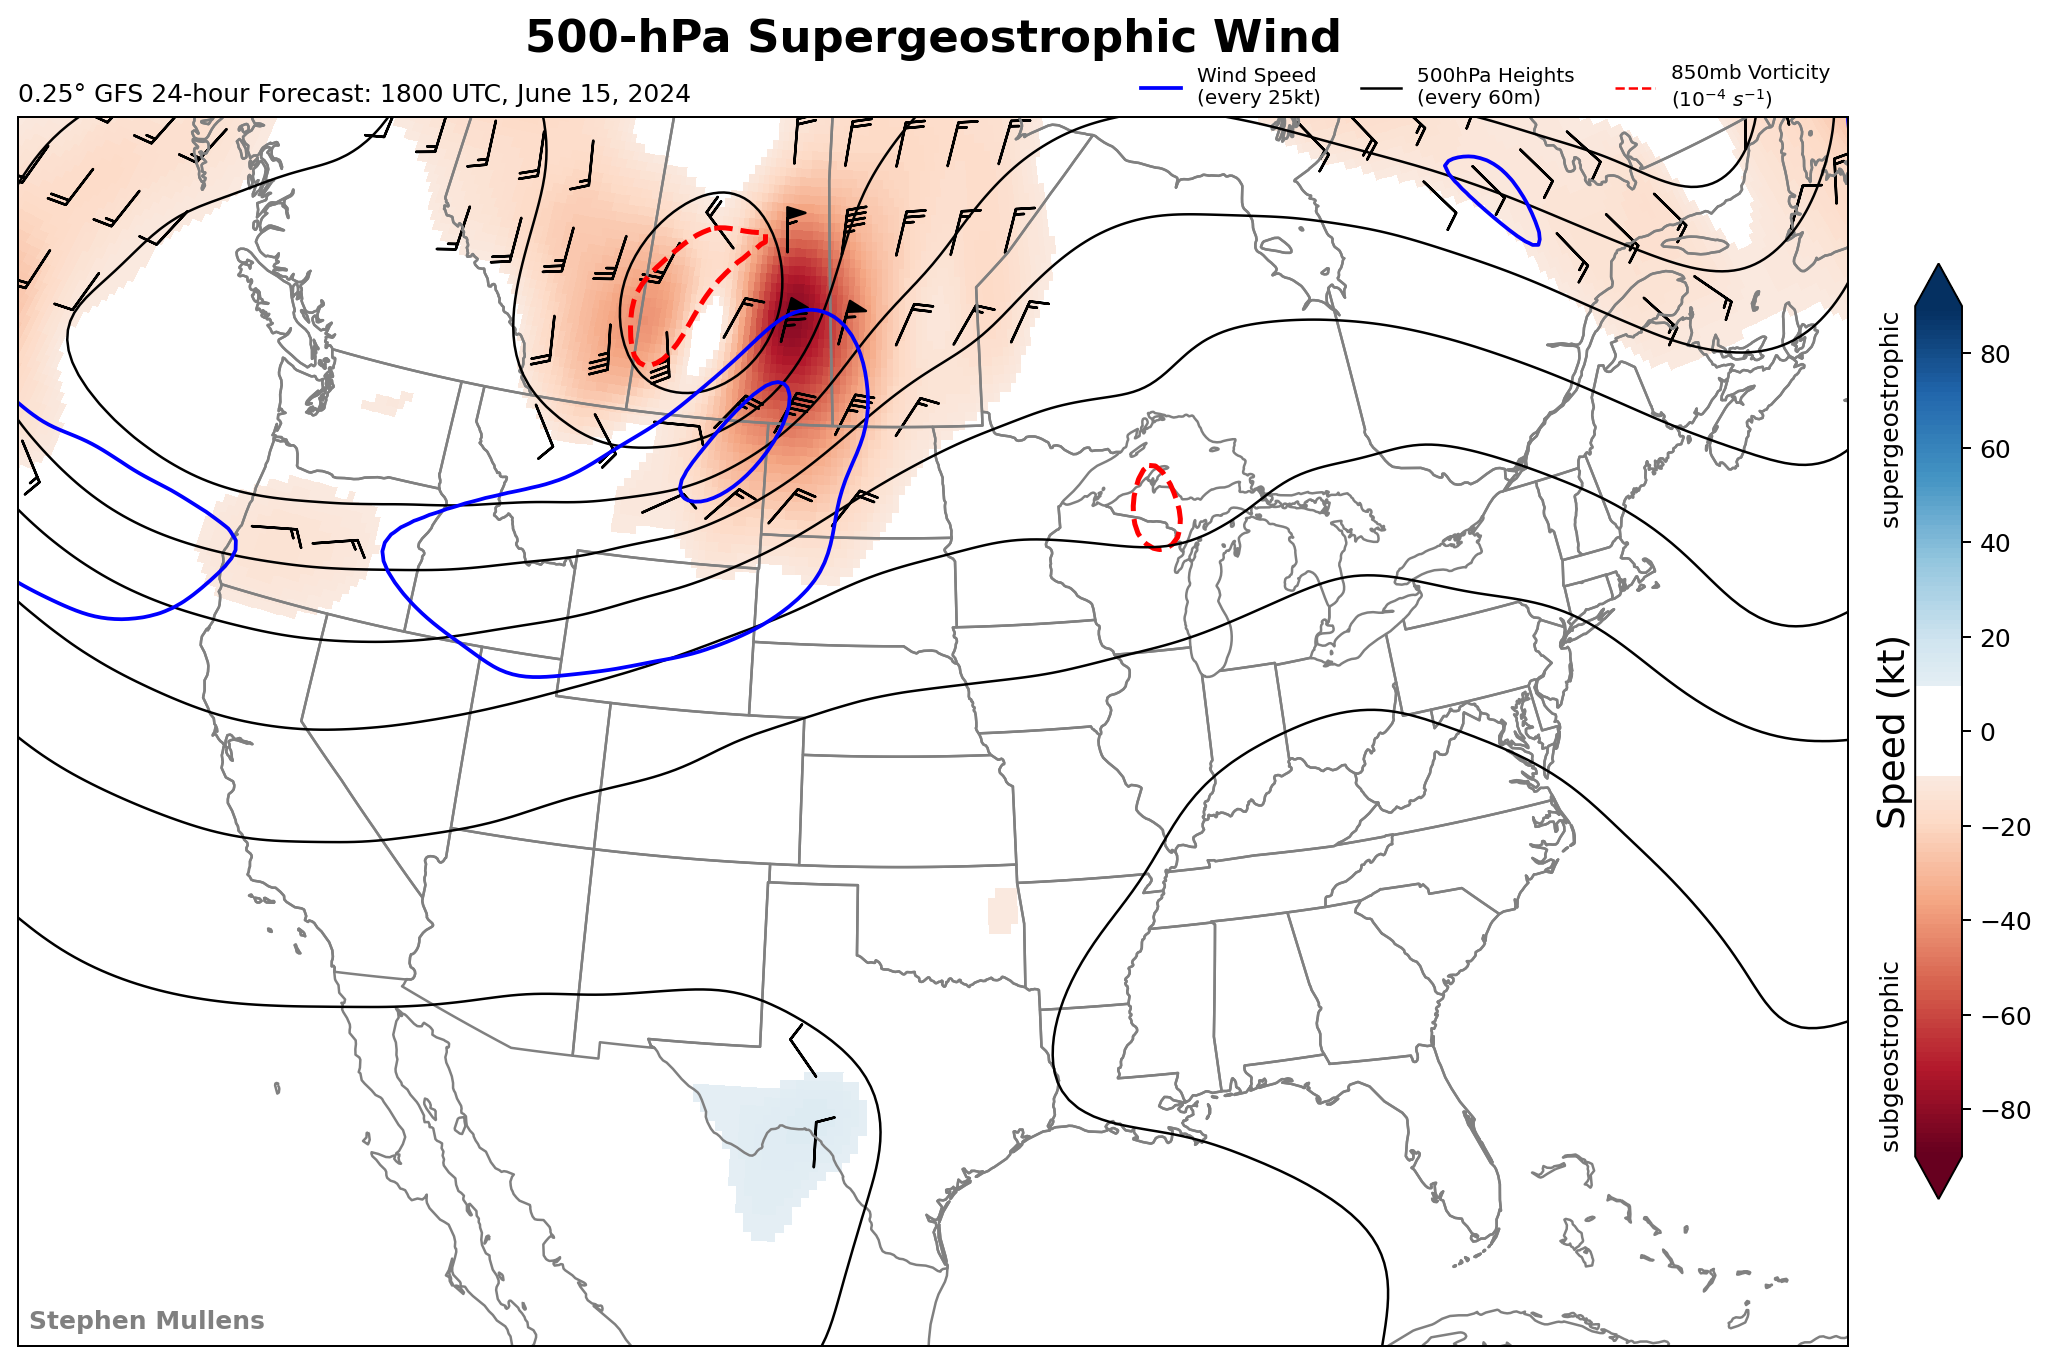 500-hPa Supergeostrophic Wind
0.25° GFS 24-hour Forecast: 1800 UTC, June 15, 2024
Wind Speed
(every 25kt)
500hPa Heights
(every 60m)
850mb Vorticity
(10⁻⁴ s⁻¹)
supergeostrophic
Speed (kt)
subgeostrophic
80
60
40
20
0
−20
−40
−60
−80
Stephen Mullens